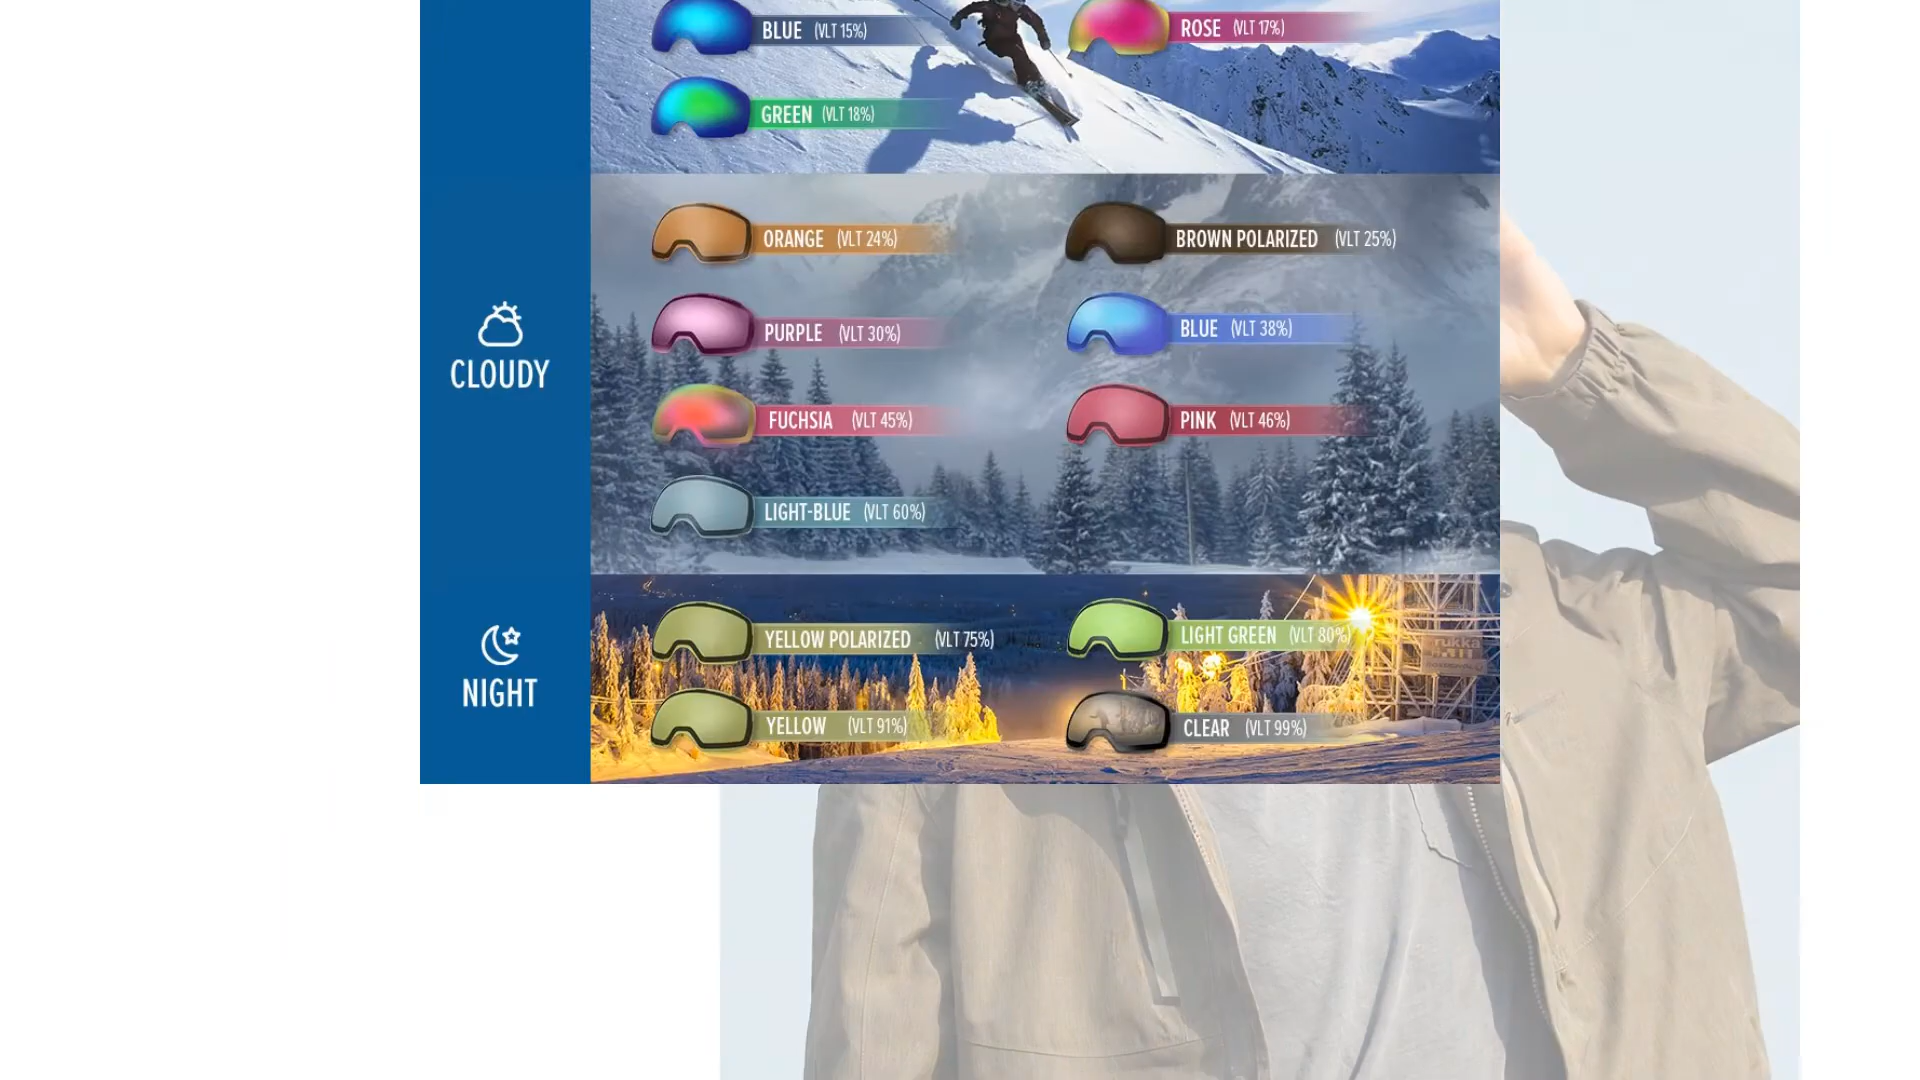 BLUE (VLT 15%)
ROSE (VLT 17%)
GREEN (VLT 18%)
CLOUDY
ORANGE (VLT 24%)
BROWN POLARIZED (VLT 25%)
PURPLE (VLT 30%)
BLUE (VLT 38%)
FUCHSIA (VLT 45%)
PINK (VLT 46%)
LIGHT-BLUE (VLT 60%)
NIGHT
YELLOW POLARIZED (VLT 75%)
LIGHT GREEN (VLT 80%)
YELLOW (VLT 91%)
CLEAR (VLT 99%)
rukka